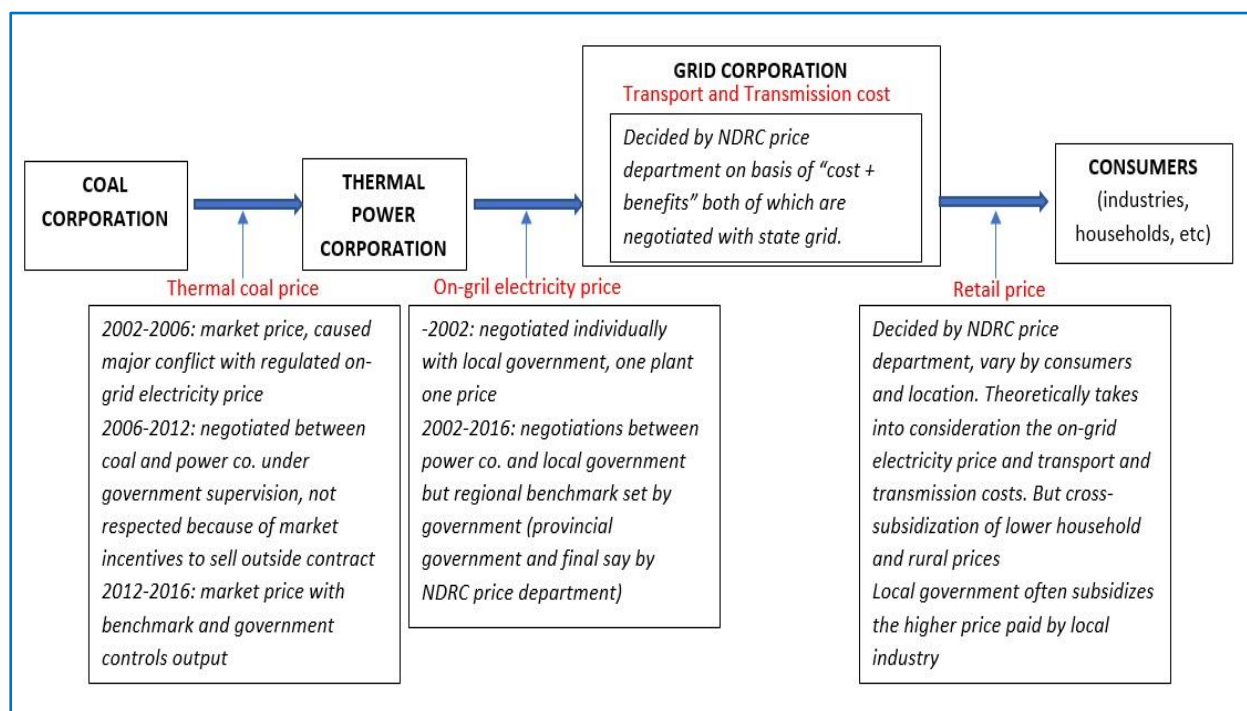 COAL
CORPORATION
THERMAL
POWER
CORPORATION
GRID CORPORATION
Transport and Transmission cost
Decided by NDRC price
department on basis of “cost +
benefits” both of which are
negotiated with state grid.
CONSUMERS
(industries,
households, etc)
Thermal coal price
2002-2006: market price, caused
major conflict with regulated on-
grid electricity price
2006-2012: negotiated between
coal and power co. under
government supervision, not
respected because of market
incentives to sell outside contract
2012-2016: market price with
benchmark and government
controls output
On-gril electricity price
-2002: negotiated individually
with local government, one plant
one price
2002-2016: negotiations between
power co. and local government
but regional benchmark set by
government (provincial
government and final say by
NDRC price department)
Retail price
Decided by NDRC price
department, vary by consumers
and location. Theoretically takes
into consideration the on-grid
electricity price and transport and
transmission costs. But cross-
subsidization of lower household
and rural prices
Local government often subsidizes
the higher price paid by local
industry